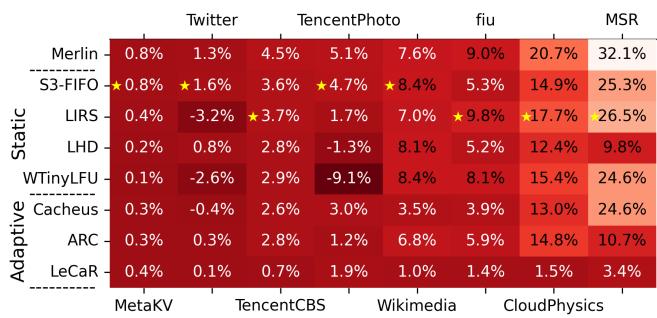 Twitter TencentPhoto fiu MSR
Merlin 0.8% 1.3% 4.5% 5.1% 7.6% 9.0% 20.7% 32.1%
S3-FIFO ★0.8% ★1.6% 3.6% ★4.7% ★8.4% 5.3% 14.9% 25.3%
Static
LIRS 0.4% -3.2% ★3.7% 1.7% 7.0% ★9.8% ★17.7% ★26.5%
LHD 0.2% 0.8% 2.8% -1.3% 8.1% 5.2% 12.4% 9.8%
WTinyLFU 0.1% -2.6% 2.9% -9.1% 8.4% 8.1% 15.4% 24.6%
Adaptive
Cacheus 0.3% -0.4% 2.6% 3.0% 3.5% 3.9% 13.0% 24.6%
ARC 0.3% 0.3% 2.8% 1.2% 6.8% 5.9% 14.8% 10.7%
LeCaR 0.4% 0.1% 0.7% 1.9% 1.0% 1.4% 1.5% 3.4%
MetaKV TencentCBS Wikimedia CloudPhysics